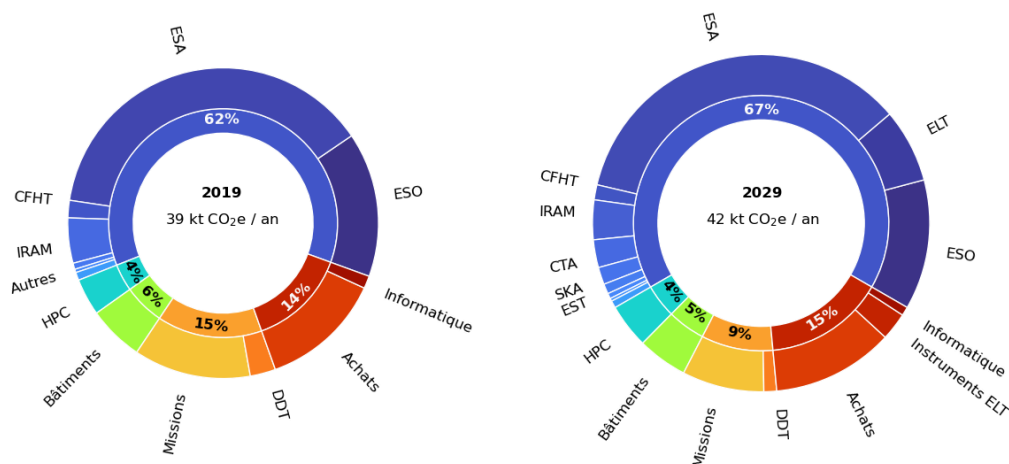 ESA
62%
2019
39 kt CO₂e / an
ESO
CFHT
IRAM
Autres
HPC
4%
6%
15%
14%
Informatique
Bâtiments
Missions
DDT
Achats
ESA
67%
2029
42 kt CO₂e / an
ELT
CFHT
IRAM
CTA
SKA
EST
ESO
HPC
4%
5%
9%
15%
Informatique
Instruments ELT
Bâtiments
Missions
DDT
Achats